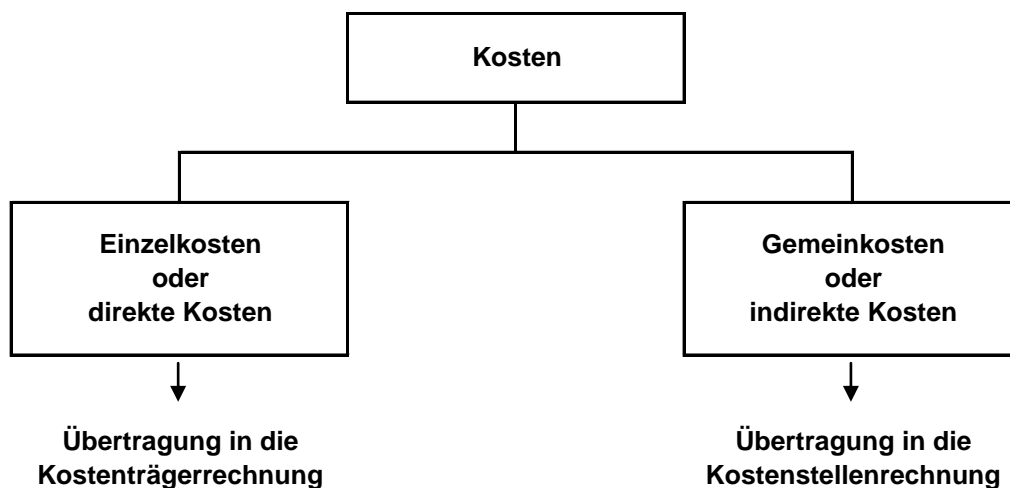 Kosten
Einzelkosten
oder
direkte Kosten
Gemeinkosten
oder
indirekte Kosten
Übertragung in die
Kostenträgerrechnung
Übertragung in die
Kostenstellenrechnung